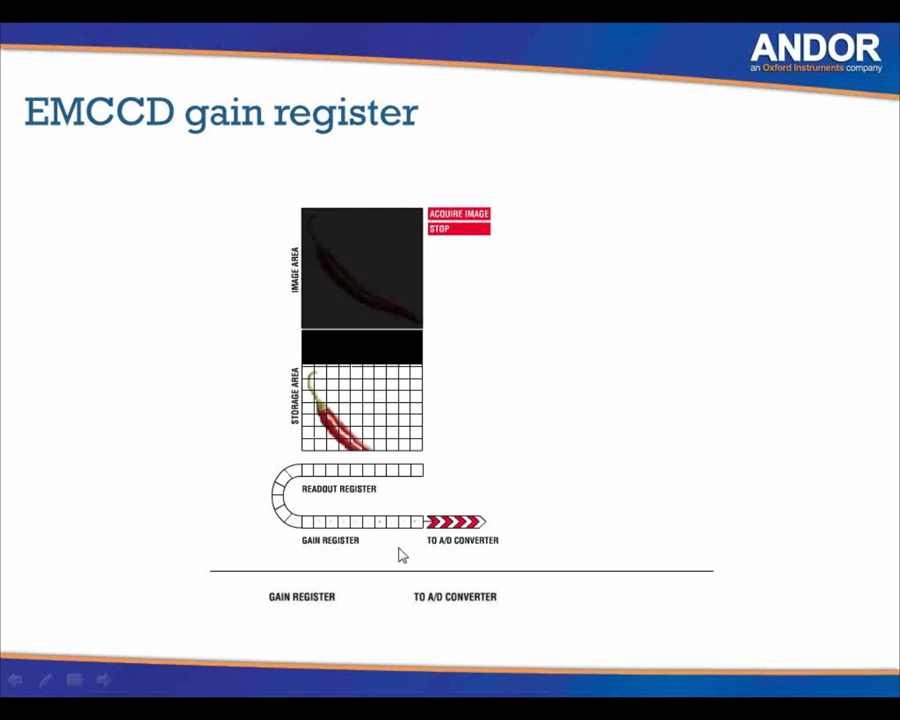 ANDOR
an Oxford Instruments company
EMCCD gain register
ACQUIRE IMAGE
STOP
IMAGE AREA
STORAGE AREA
READOUT REGISTER
GAIN REGISTER
TO A/D CONVERTER
GAIN REGISTER
TO A/D CONVERTER